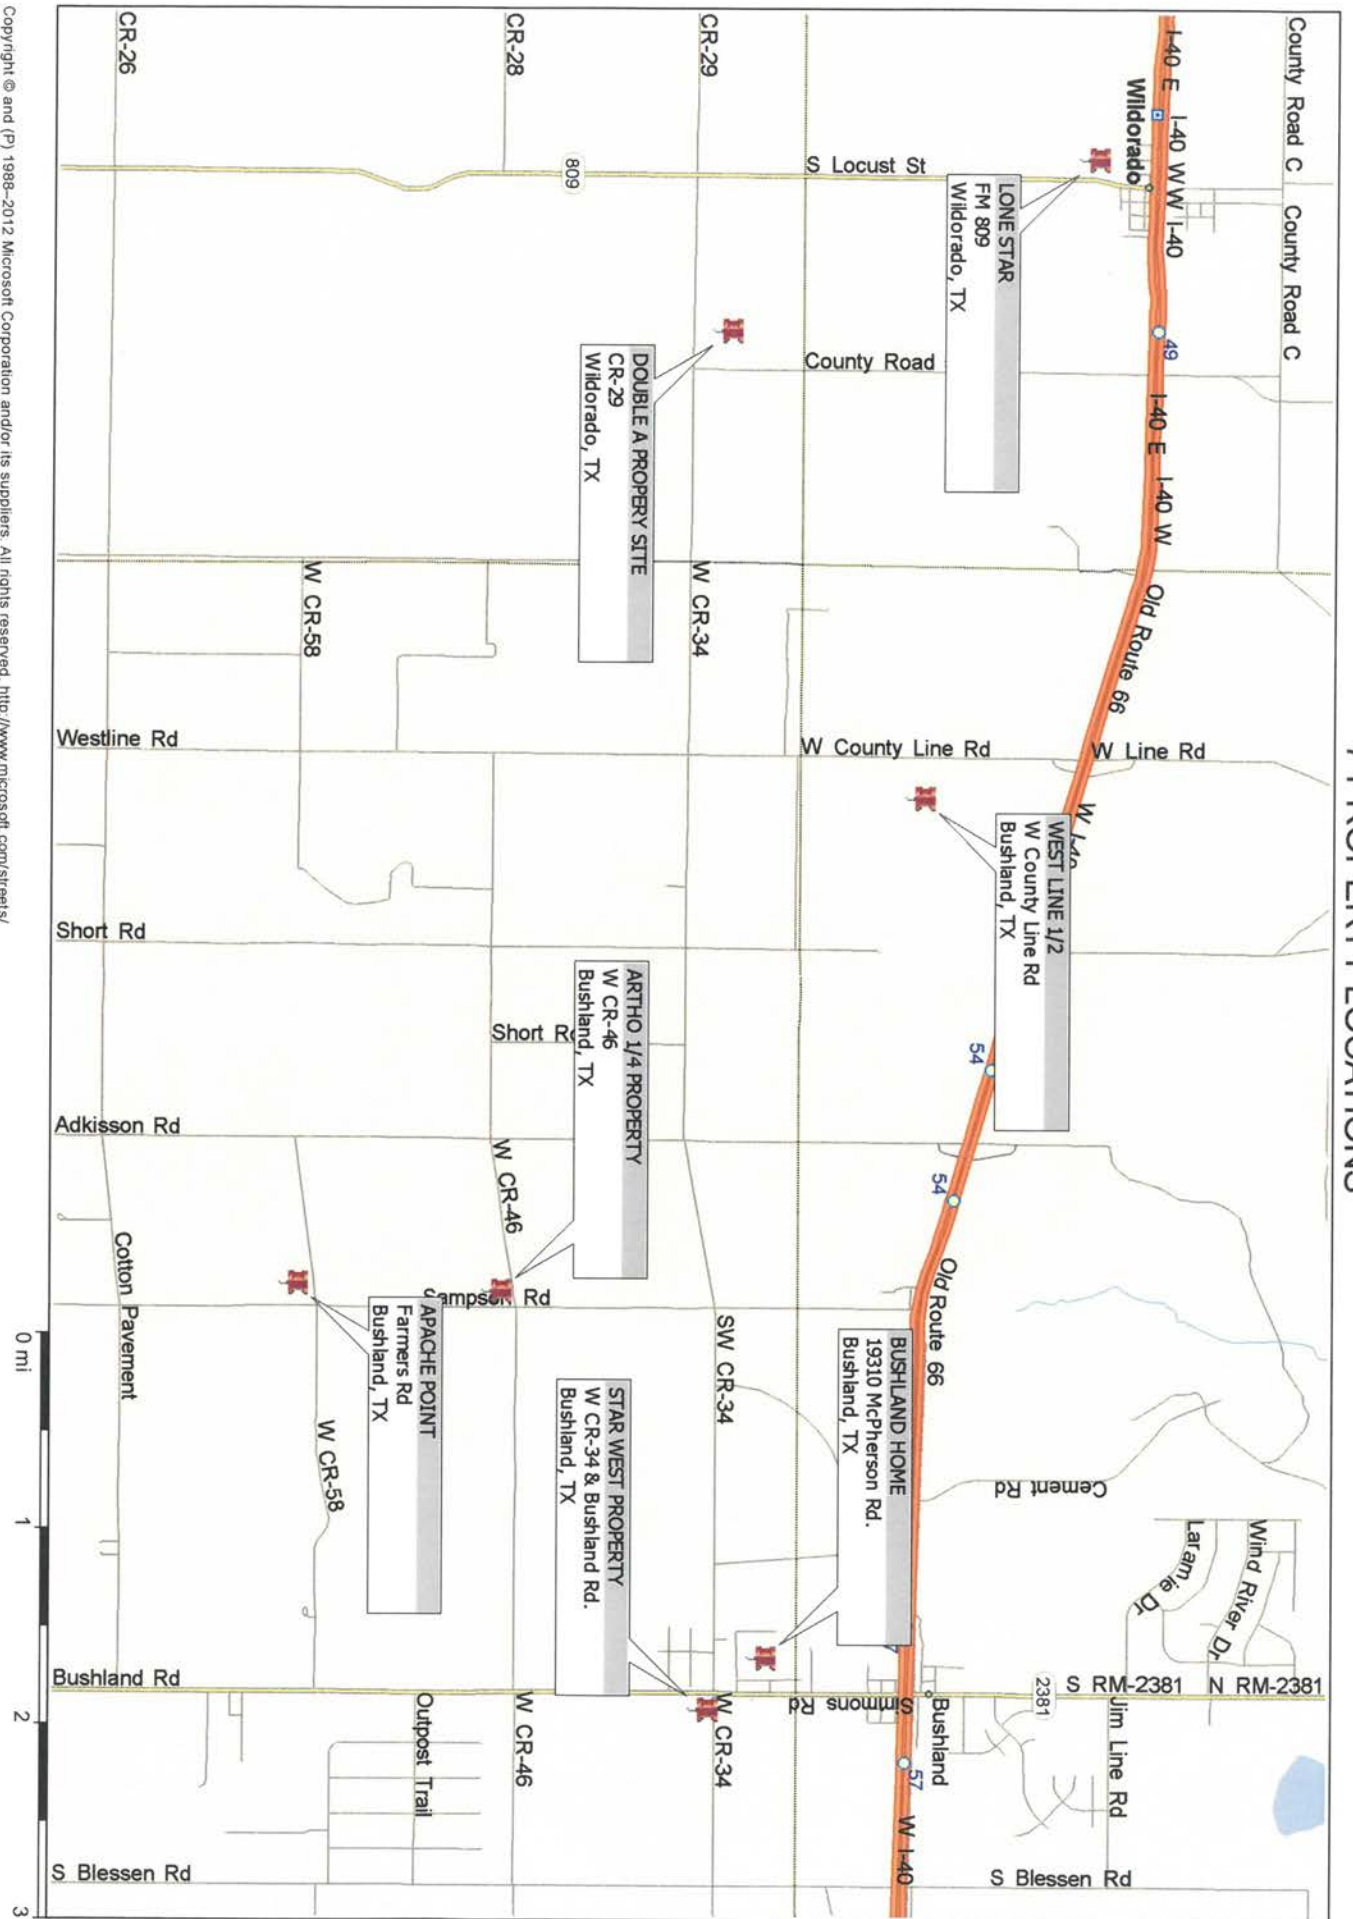 PROPERTY LOCATIONS
County Road C
County Road C
I-40 E
I-40 W
W I-40
Wildorado
49
I-40 E
I-40 W
Old Route 66
W Line Rd
W I-40
54
54
Old Route 66
Cement Rd
Wind River Dr
Laramie Dr
S RM-2381
N RM-2381
2381
Jim Line Rd
Bushland
Simmons Rd
57
W I-40
S Blessen Rd
LONE STAR
FM 809
Wildorado, TX
S Locust St
County Road
W County Line Rd
WEST LINE 1/2
W County Line Rd
Bushland, TX
BUSHLAND HOME
19310 McPherson Rd.
Bushland, TX
CR-29
W CR-34
SW CR-34
W CR-34
DOUBLE A PROPERY SITE
CR-29
Wildorado, TX
809
ARTHO 1/4 PROPERTY
W CR-46
Bushland, TX
STAR WEST PROPERTY
W CR-34 & Bushland Rd.
Bushland, TX
CR-28
Short Rd
W CR-46
Sampson Rd
W CR-46
APACHE POINT
Farmers Rd
Bushland, TX
Outpost Trail
W CR-58
W CR-58
CR-26
Cotton Pavement
Westline Rd
Short Rd
Adkisson Rd
Bushland Rd
S Blessen Rd
0 mi
1
2
3
Copyright © and (P) 1988–2012 Microsoft Corporation and/or its suppliers. All rights reserved. http://www.microsoft.com/streets/